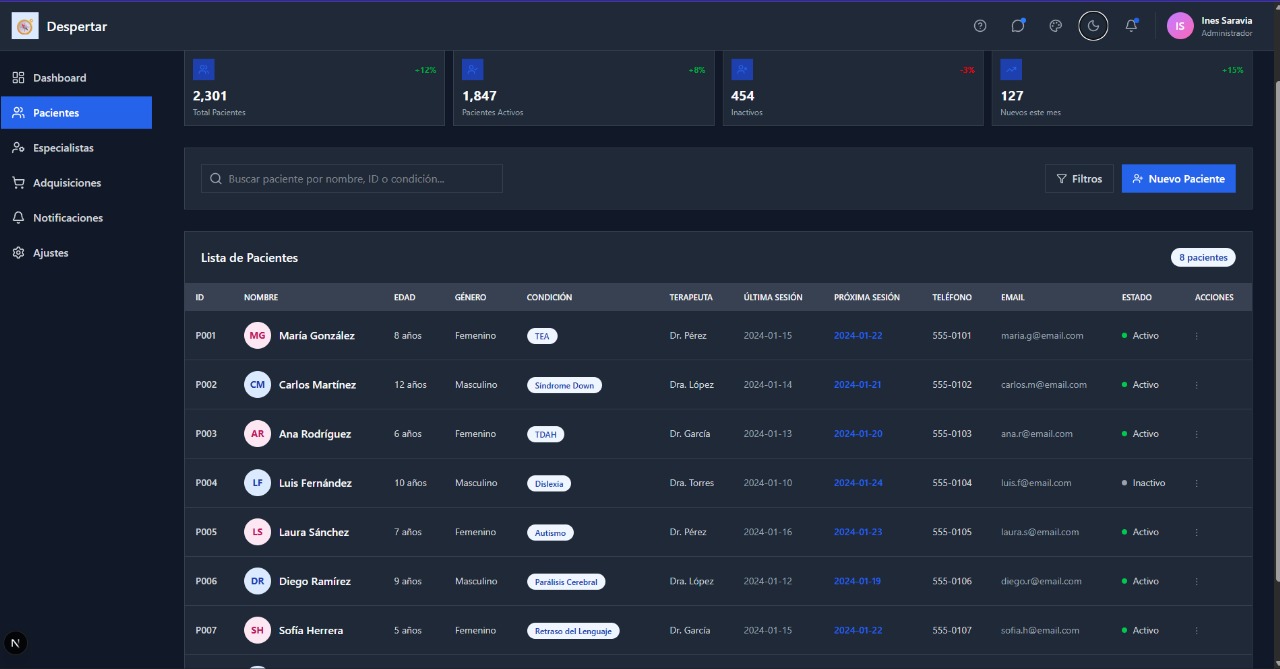 Despertar
IS
Ines Saravia
Administrador
Dashboard
Pacientes
Especialistas
Adquisiciones
Notificaciones
Ajustes
N
+12%
2,301
Total Pacientes
+8%
1,847
Pacientes Activos
-3%
454
Inactivos
+15%
127
Nuevos este mes
Buscar paciente por nombre, ID o condición...
Filtros
Nuevo Paciente
Lista de Pacientes
8 pacientes
ID NOMBRE EDAD GÉNERO CONDICIÓN TERAPEUTA ÚLTIMA SESIÓN PRÓXIMA SESIÓN TELÉFONO EMAIL ESTADO ACCIONES
P001 MG María González 8 años Femenino TEA Dr. Pérez 2024-01-15 2024-01-22 555-0101 maria.g@email.com Activo
P002 CM Carlos Martínez 12 años Masculino Síndrome Down Dra. López 2024-01-14 2024-01-21 555-0102 carlos.m@email.com Activo
P003 AR Ana Rodríguez 6 años Femenino TDAH Dr. García 2024-01-13 2024-01-20 555-0103 ana.r@email.com Activo
P004 LF Luis Fernández 10 años Masculino Dislexia Dra. Torres 2024-01-10 2024-01-24 555-0104 luis.f@email.com Inactivo
P005 LS Laura Sánchez 7 años Femenino Autismo Dr. Pérez 2024-01-16 2024-01-23 555-0105 laura.s@email.com Activo
P006 DR Diego Ramírez 9 años Masculino Parálisis Cerebral Dra. López 2024-01-12 2024-01-19 555-0106 diego.r@email.com Activo
P007 SH Sofía Herrera 5 años Femenino Retraso del Lenguaje Dr. García 2024-01-15 2024-01-22 555-0107 sofia.h@email.com Activo